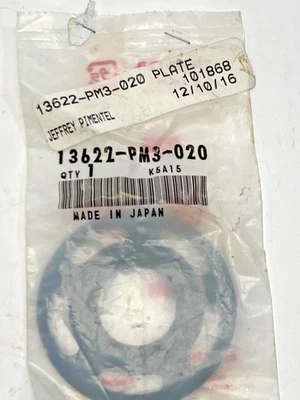 13622-PM3-020 PLATE
101868
JEFFREY PIMENTEL
12/10/16
13622-PM3-020
QTY 1 K5A15
MADE IN JAPAN